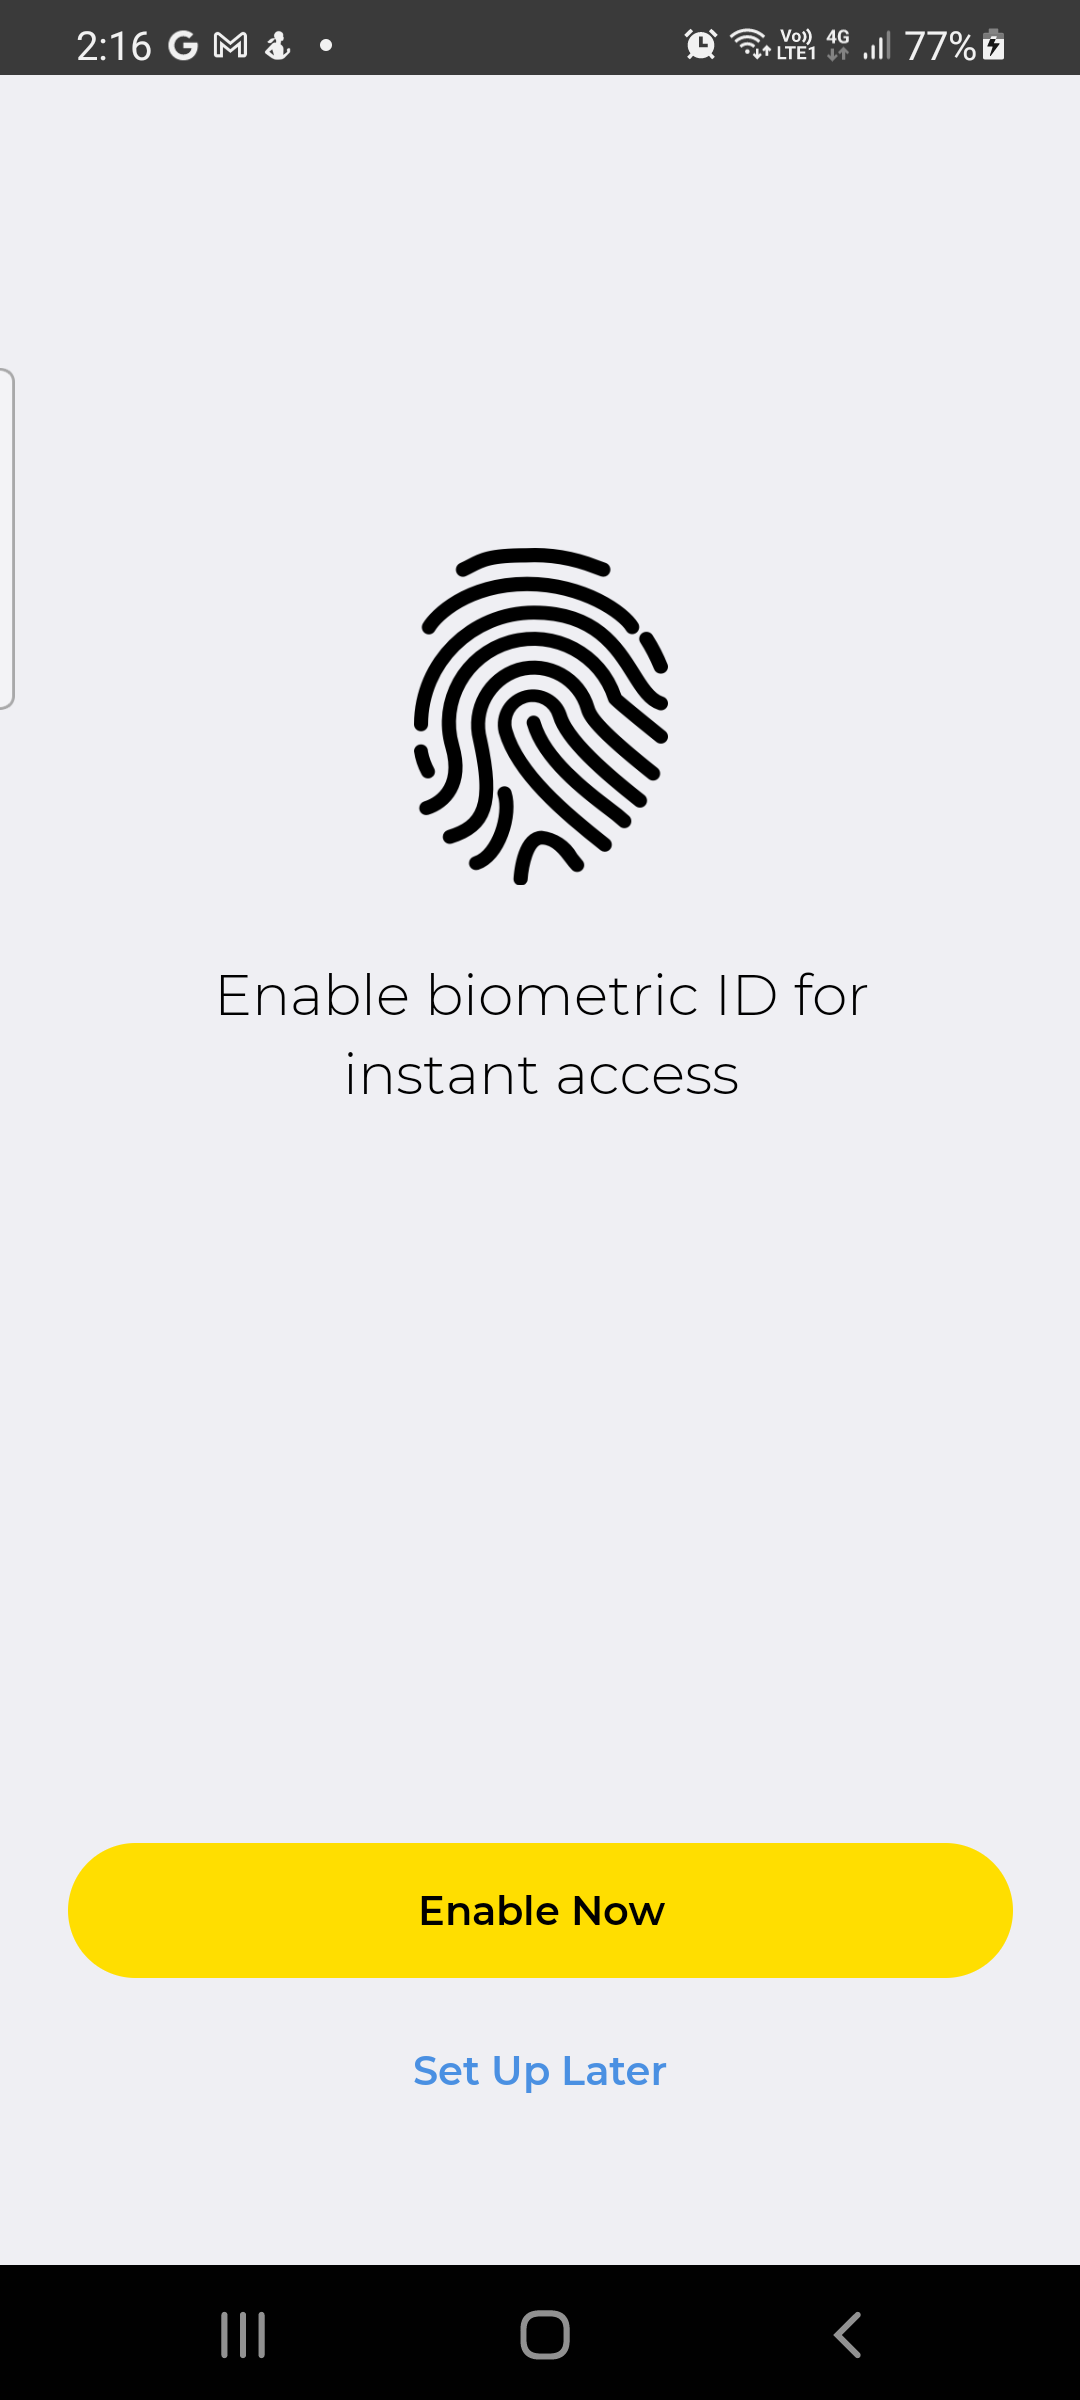 2:16
Vo)) 4G
LTE1
77%
Enable biometric ID for
instant access
Enable Now
Set Up Later